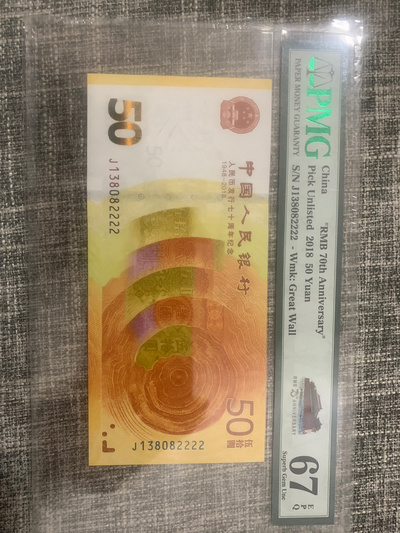 PMG
PAPER MONEY GUARANTY
China
"RMB 70th Anniversary"
Pick Unlisted 2018 50 Yuan
S/N J138082222 - Wmk: Great Wall
67
EPQ
Superb Gem Unc
50
J138082222
中国人民银行
人民币发行七十周年纪念
1948-2018
50
伍拾圆
J138082222